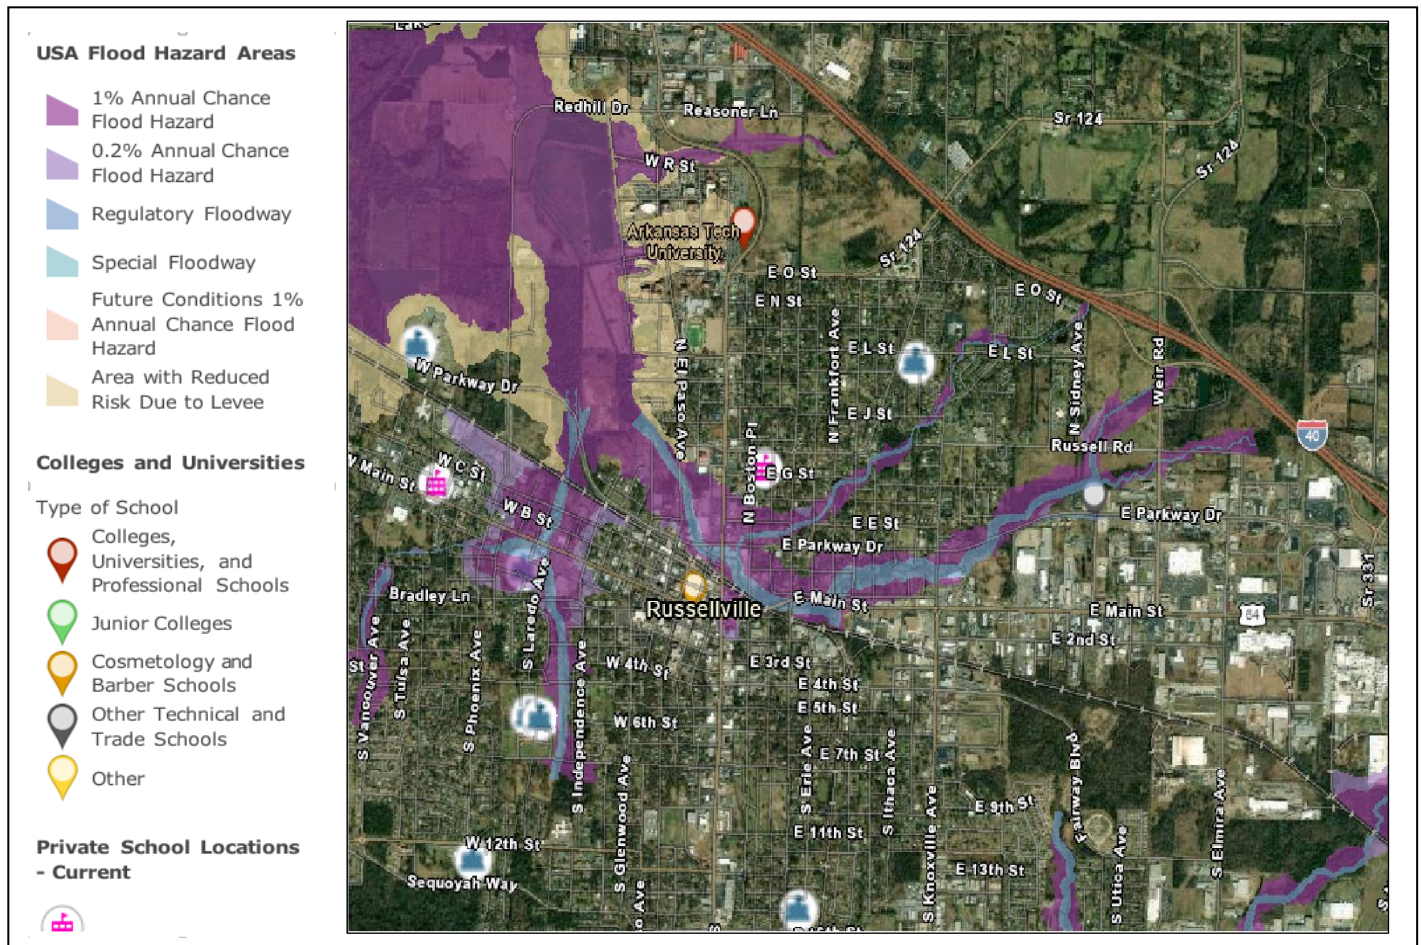 USA Flood Hazard Areas
1% Annual Chance
Flood Hazard
0.2% Annual Chance
Flood Hazard
Regulatory Floodway
Special Floodway
Future Conditions 1%
Annual Chance Flood
Hazard
Area with Reduced
Risk Due to Levee
Colleges and Universities
Type of School
Colleges,
Universities, and
Professional Schools
Junior Colleges
Cosmetology and
Barber Schools
Other Technical and
Trade Schools
Other
Private School Locations
- Current
Lake
Redhill Dr
Reasoner Ln
Sr 124
Sr 124
W R St
Arkansas Tech
University
Sr 124
E O St
E N St
E O St
N El Paso Ave
N Frankfort Ave
E L St
E L St
N Sidney Ave
Weir Rd
W Parkway Dr
E J St
N Boston Pl
Russell Rd
40
W Main St
W C St
E G St
W B St
E E St
E Parkway Dr
E Parkway Dr
Sr 331
Bradley Ln
S Laredo Ave
Russellville
E Main St
E Main St
84
E 2nd St
St
S Vancouver Ave
S Tulsa Ave
S Phoenix Ave
S Independence Ave
W 4th St
E 3rd St
E 4th St
E 5th St
W 6th St
E 7th St
S Glenwood Ave
S Erie Ave
S Ithaca Ave
S Knoxville Ave
Fairway Blvd
E 9th St
S Elmira Ave
E 11th St
W 12th St
E 13th St
S Utica Ave
Sequoyah Way
o Ave
S
S